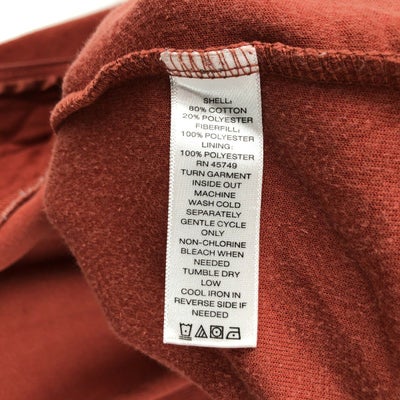 SHELL:
80% COTTON
20% POLYESTER
FIBERFILL:
100% POLYESTER
LINING:
100% POLYESTER
RN 45749
TURN GARMENT
INSIDE OUT
MACHINE
WASH COLD
SEPARATELY
GENTLE CYCLE
ONLY
NON-CHLORINE
BLEACH WHEN
NEEDED
TUMBLE DRY
LOW
COOL IRON IN
REVERSE SIDE IF
NEEDED